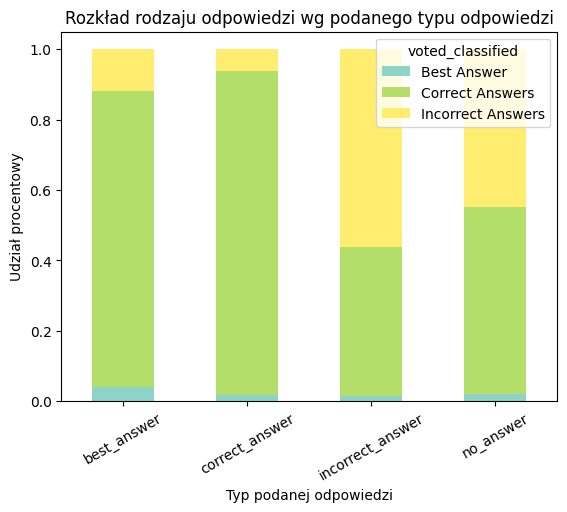 Rozkład rodzaju odpowiedzi wg podanego typu odpowiedzi
voted_classified
Best Answer
Correct Answers
Incorrect Answers
Udział procentowy
1.0
0.8
0.6
0.4
0.2
0.0
best_answer
correct_answer
incorrect_answer
no_answer
Typ podanej odpowiedzi